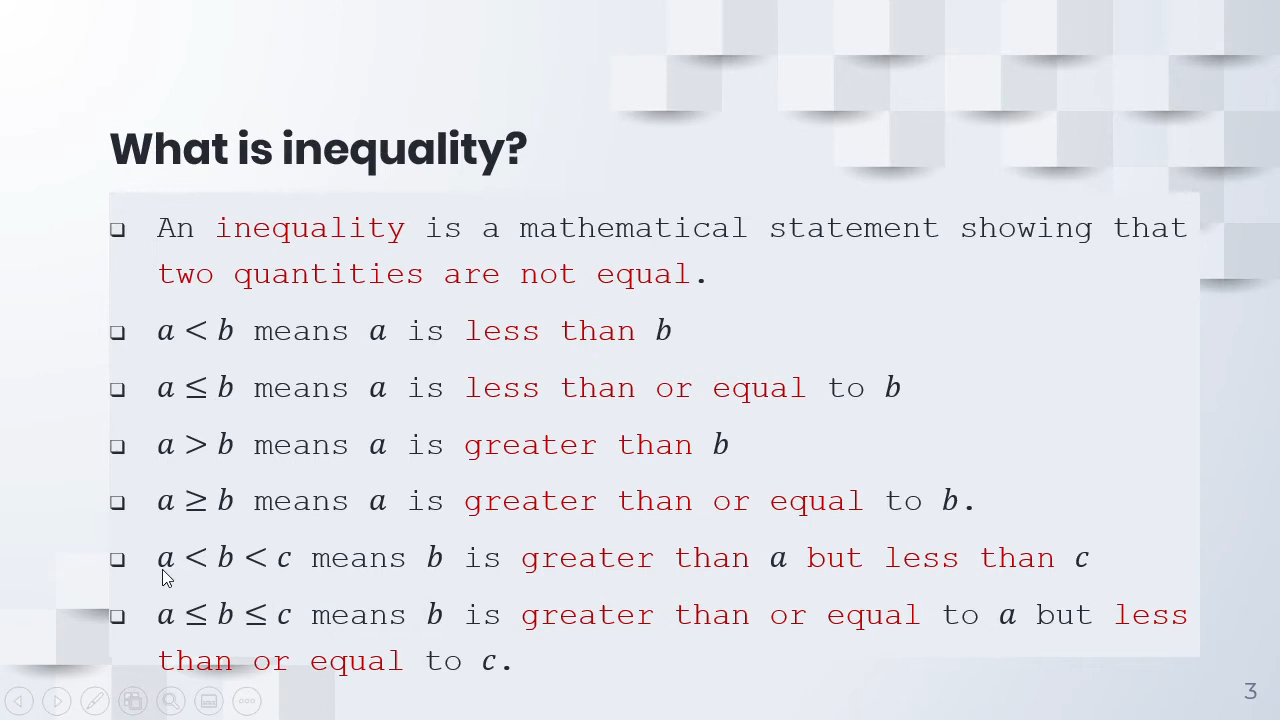 What is inequality?
❑ An inequality is a mathematical statement showing that
two quantities are not equal.
❑ a < b means a is less than b
❑ a ≤ b means a is less than or equal to b
❑ a > b means a is greater than b
❑ a ≥ b means a is greater than or equal to b.
❑ a < b < c means b is greater than a but less than c
❑ a ≤ b ≤ c means b is greater than or equal to a but less
than or equal to c.
3